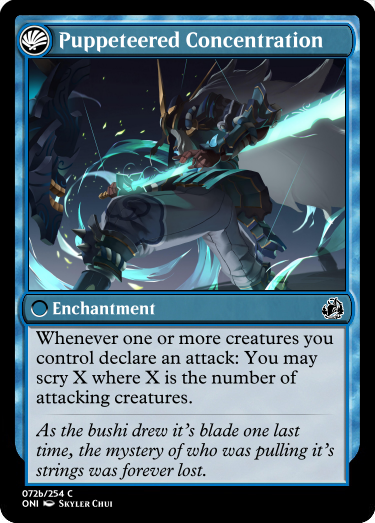 Puppeteered Concentration
Enchantment
Whenever one or more creatures you
control declare an attack: You may
scry X where X is the number of
attacking creatures.
As the bushi drew it's blade one last
time, the mystery of who was pulling it's
strings was forever lost.
072b/254 C
ONI Skyler Chui